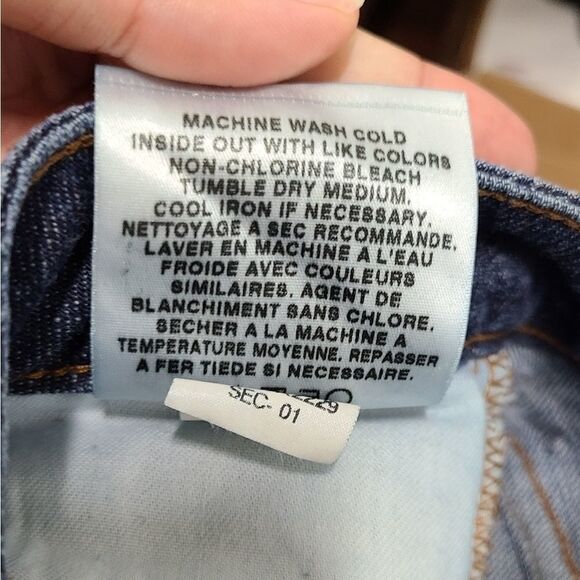 MACHINE WASH COLD
INSIDE OUT WITH LIKE COLORS
NON-CHLORINE BLEACH
TUMBLE DRY MEDIUM.
COOL IRON IF NECESSARY.
NETTOYAGE A SEC RECOMMANDE.
LAVER EN MACHINE A L'EAU
FROIDE AVEC COULEURS
SIMILAIRES. AGENT DE
BLANCHIMENT SANS CHLORE.
SECHER A LA MACHINE A
TEMPERATURE MOYENNE. REPASSER
A FER TIEDE SI NECESSAIRE.
SEC- 01